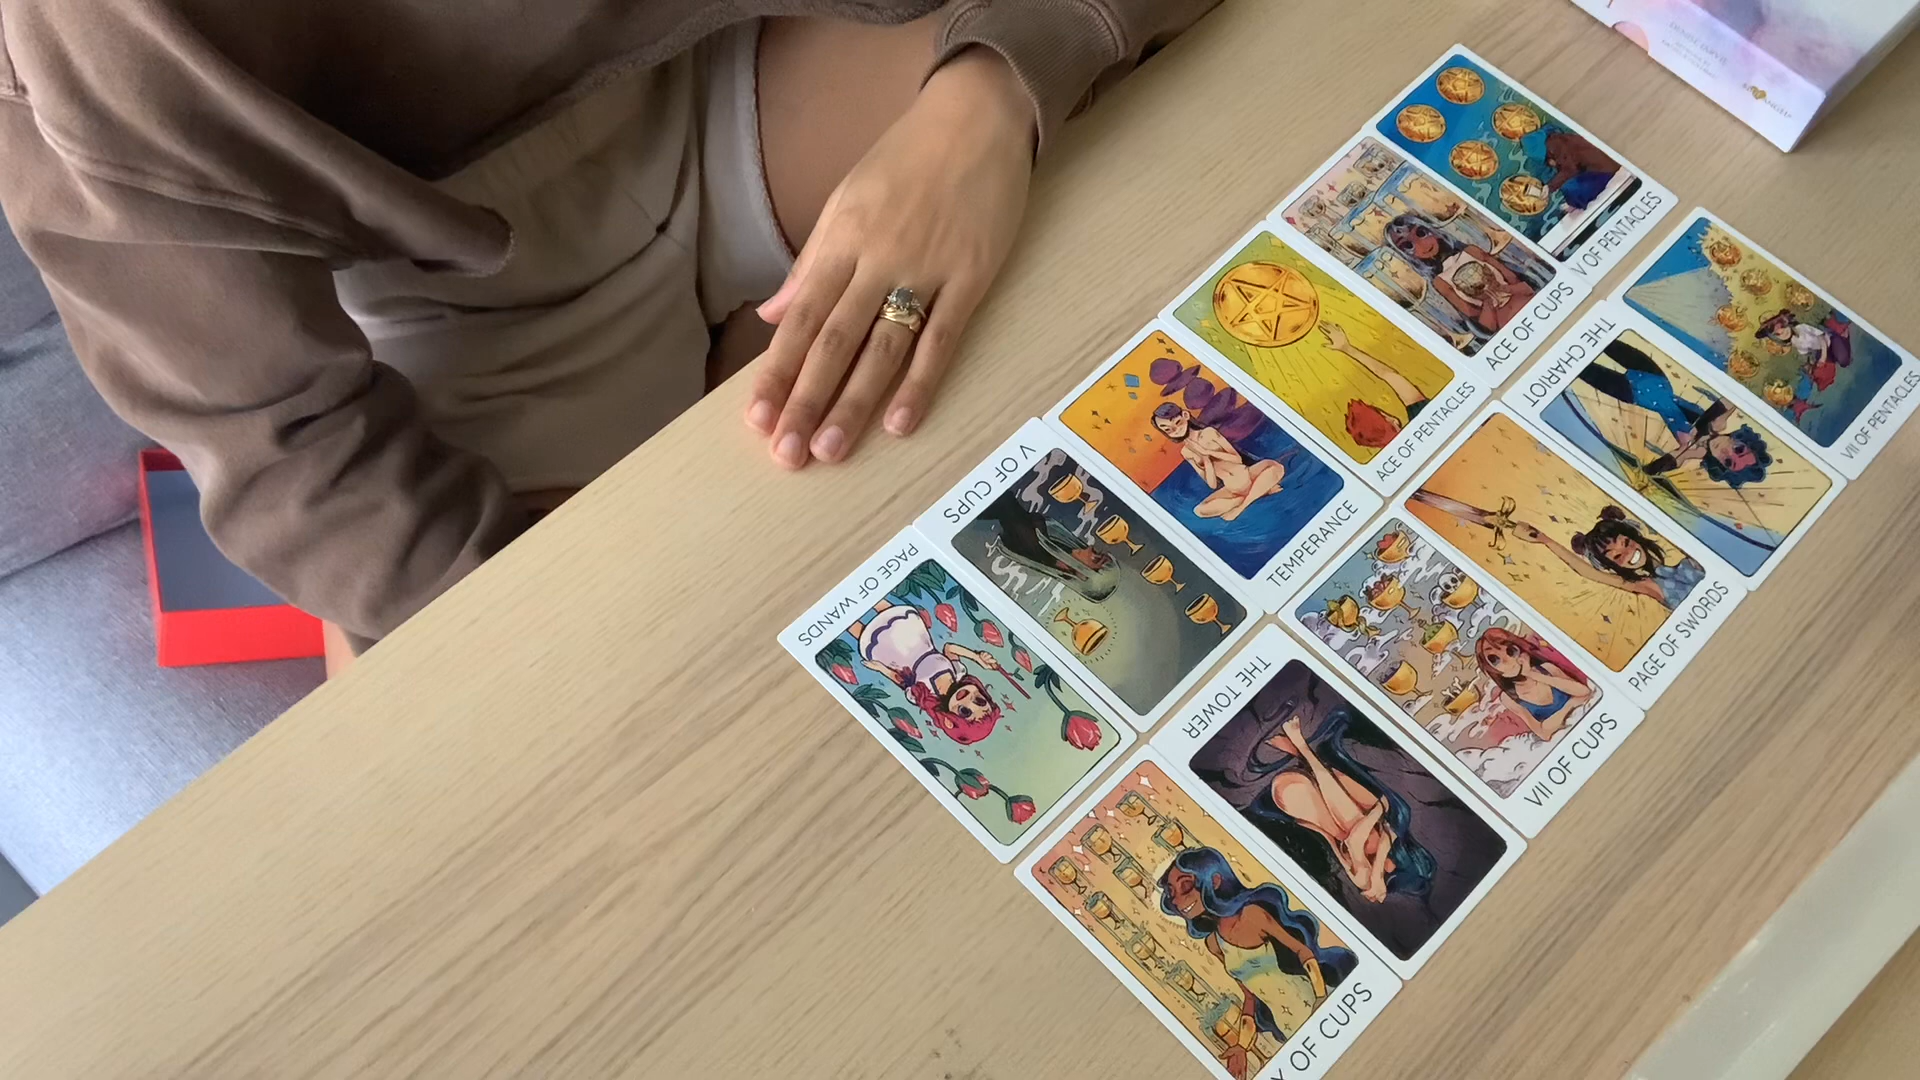 V OF PENTACLES
ACE OF CUPS
ACE OF PENTACLES
TEMPERANCE
V OF CUPS
PAGE OF WANDS
VII OF PENTACLES
THE CHARIOT
PAGE OF SWORDS
VII OF CUPS
THE TOWER
X OF CUPS